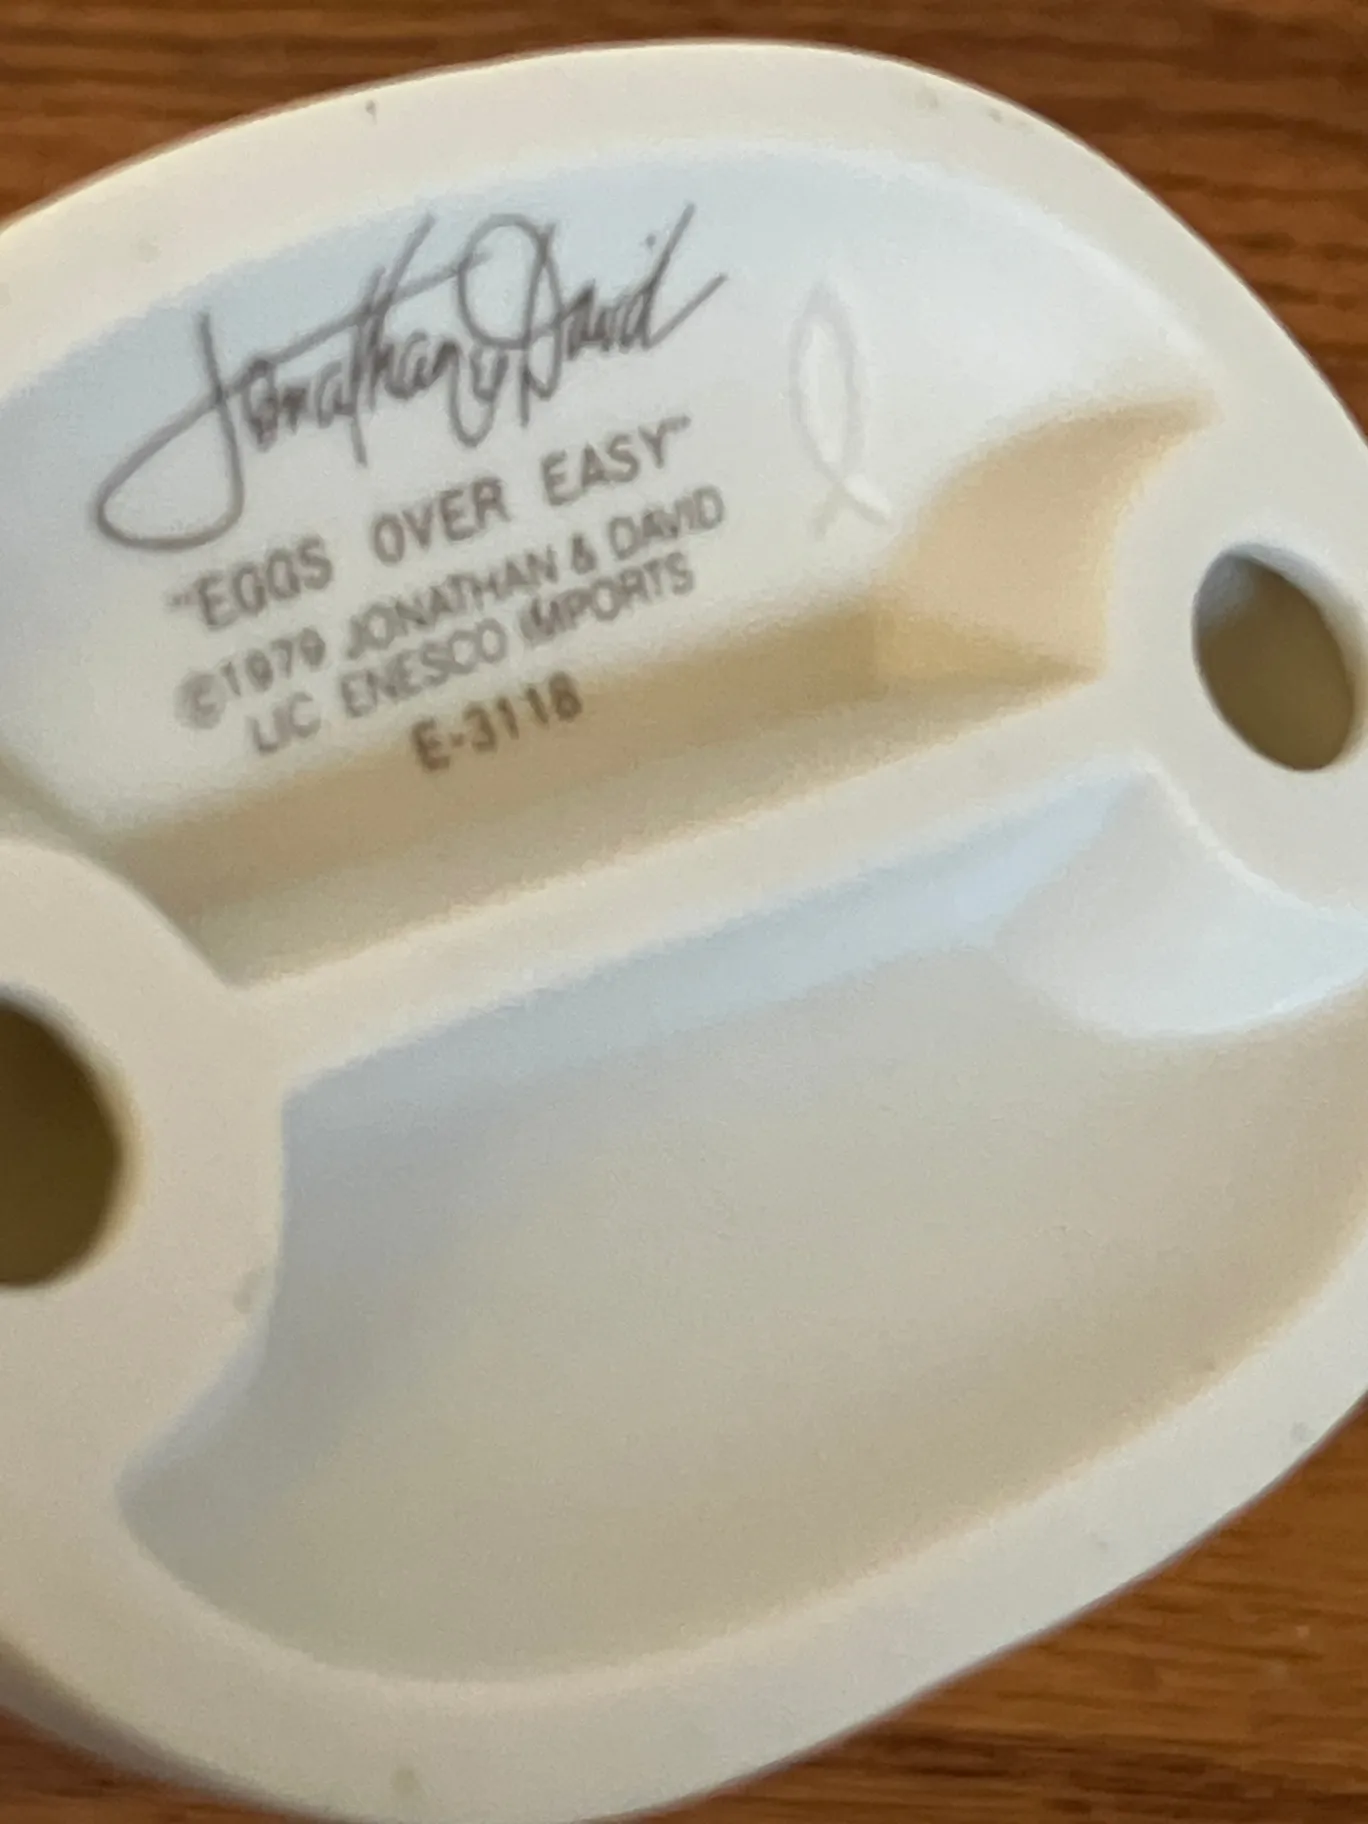 Jonathan & David
"EGGS OVER EASY"
©1979 JONATHAN & DAVID
LIC ENESCO IMPORTS
E-3118